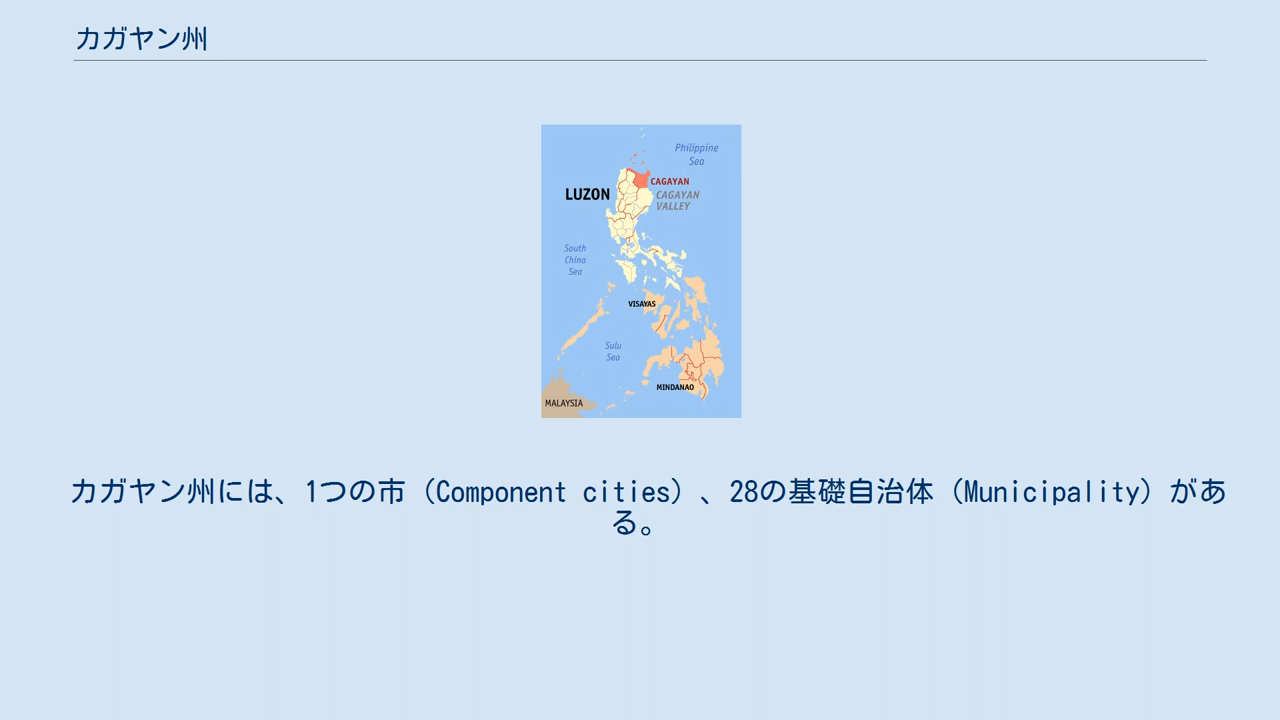 カガヤン州
Philippine
Sea
CAGAYAN
LUZON
CAGAYAN
VALLEY
South
China
Sea
VISAYAS
Sulu
Sea
MINDANAO
MALAYSIA
カガヤン州には、1つの市（Component cities）、28の基礎自治体（Municipality）があ
る。